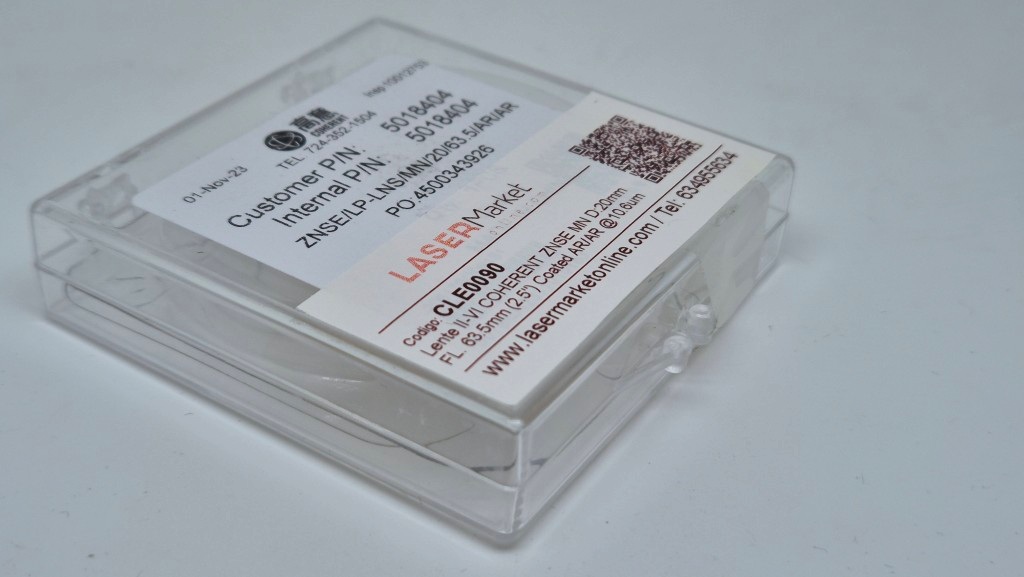 01-Nov-23
COHERENT
TEL 724-352-1504
Customer P/N: 5018404
Internal P/N: 5018404
ZNSE/LP-LNS/MN/20/63.5/AR/AR
PO:4500343926
LASERMarket
Codigo: CLE0090
Lente II-VI COHERENT ZNSE MN D-20mm
FL. 63.5mm (2.5") Coated AR/AR @10.6um
www.lasermarketonline.com / Tel: 634955634